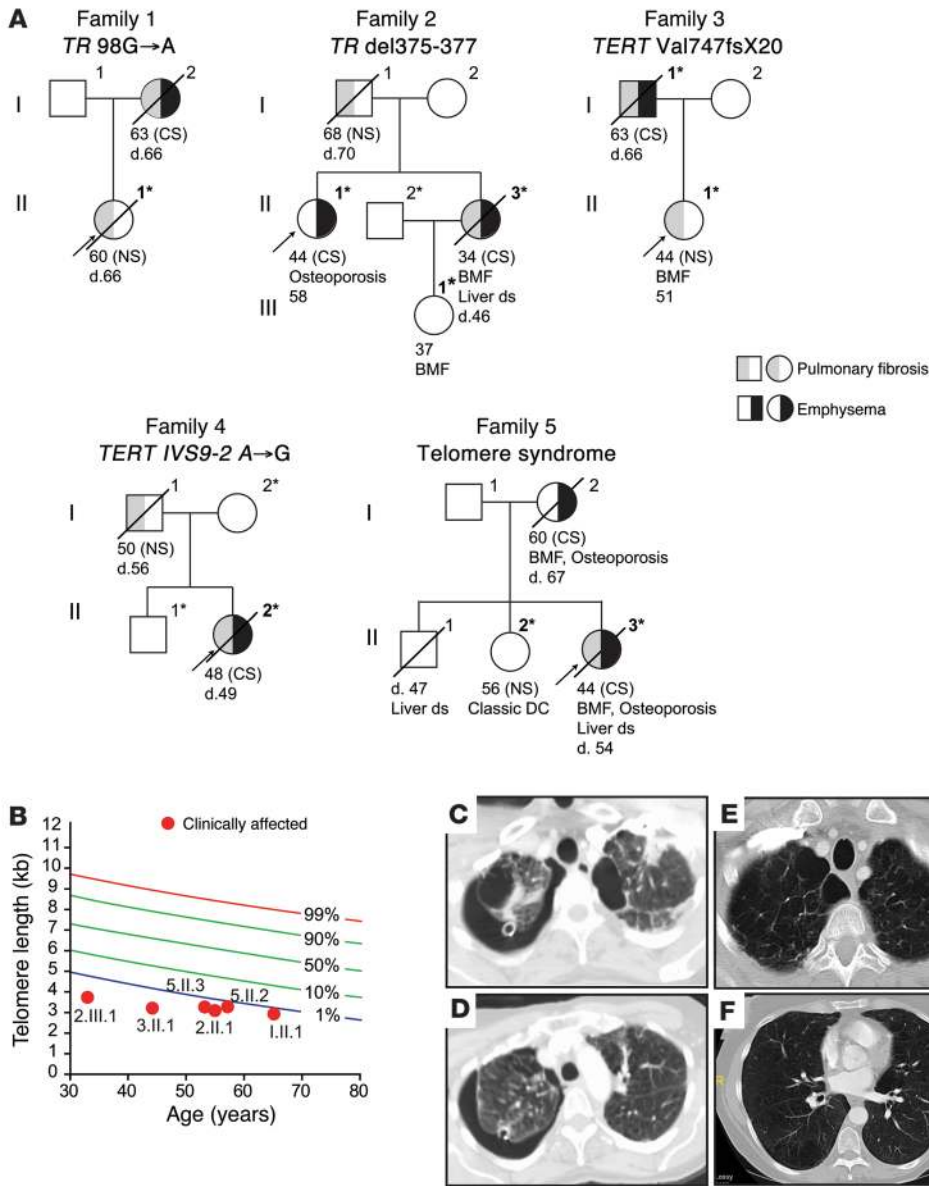 A
Family 1
TR 98G→A
I
1
2
63 (CS)
d.66
II
1*
60 (NS)
d.66
Family 2
TR del375-377
I
1
2
68 (NS)
d.70
II
1*
2*
3*
44 (CS)
Osteoporosis
58
34 (CS)
BMF
Liver ds
d.46
III
1*
37
BMF
Family 3
TERT Val747fsX20
I
1*
2
63 (CS)
d.66
II
1*
44 (NS)
BMF
51
Pulmonary fibrosis
Emphysema
Family 4
TERT IVS9-2 A→G
I
1
2*
50 (NS)
d.56
II
1*
2*
48 (CS)
d.49
Family 5
Telomere syndrome
I
1
2
60 (CS)
BMF, Osteoporosis
d. 67
II
1
2*
3*
d. 47
Liver ds
56 (NS)
Classic DC
44 (CS)
BMF, Osteoporosis
Liver ds
d. 54
B
Clinically affected
Telomere length (kb)
12
11
10
9
8
7
6
5
4
3
2
1
0
99%
90%
50%
10%
1%
2.III.1
3.II.1
5.II.3
2.II.1
5.II.2
I.II.1
30 40 50 60 70 80
Age (years)
C
D
E
F
R